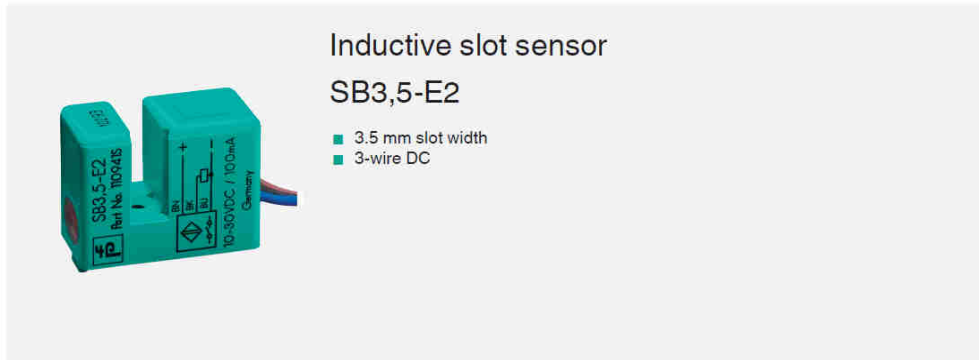 Inductive slot sensor
SB3,5-E2
3.5 mm slot width
3-wire DC
SB3,5-E2
Part No. 110941S
BN
BK
BU
+
−
10-30VDC / 100mA
Germany